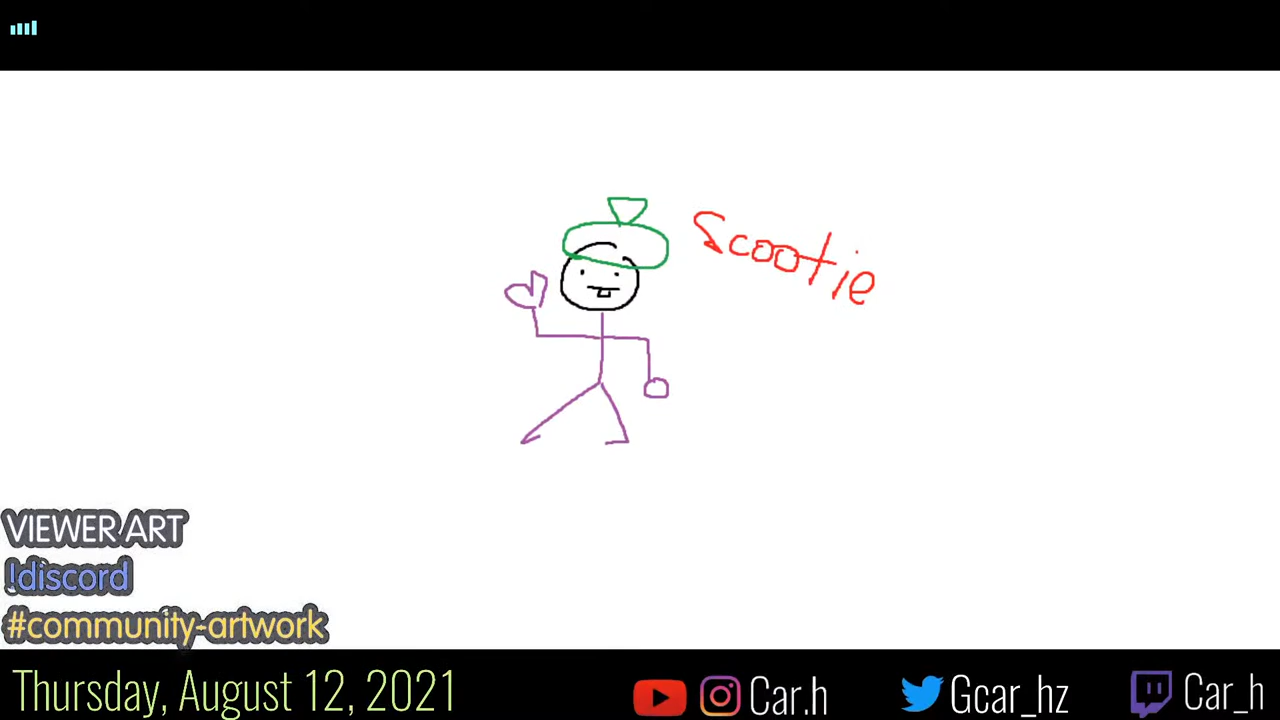 Scootie
VIEWER ART
!discord
#community-artwork
Thursday, August 12, 2021
Car.h
Gcar_hz
Car_h